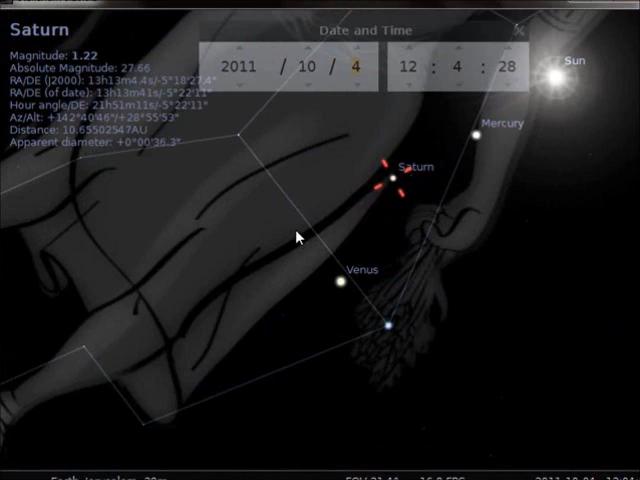 Saturn
Magnitude: 1.22
Absolute Magnitude: 27.66
RA/DE (J2000): 13h13m4.4s/-5°18'27.4"
RA/DE (of date): 13h13m41s/-5°22'11"
Hour angle/DE: 21h51m11s/-5°22'11"
Az/Alt: +142°40'46"/+28°55'53"
Distance: 10.65502547AU
Apparent diameter: +0°00'36.3"
Date and Time
2011 / 10 / 4 12 : 4 : 28
Sun
Mercury
Saturn
Venus
Earth, Jerusalem,